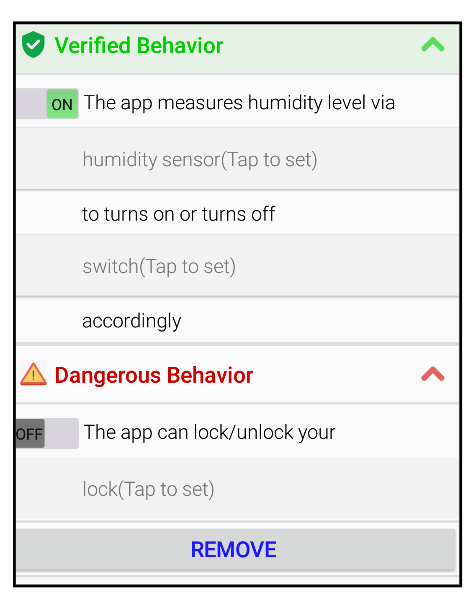 Verified Behavior
ON The app measures humidity level via
humidity sensor(Tap to set)
to turns on or turns off
switch(Tap to set)
accordingly
Dangerous Behavior
OFF The app can lock/unlock your
lock(Tap to set)
REMOVE